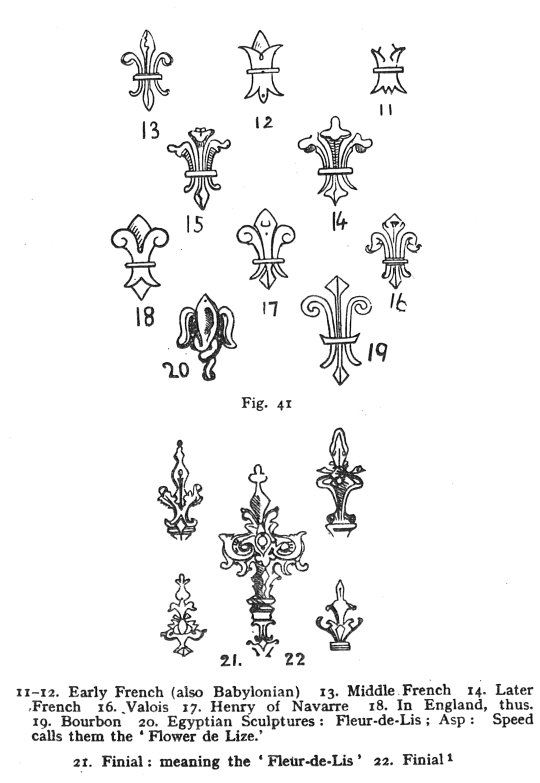 13
12
11
15
14
18
17
16
20
19
Fig. 41
21. 22
11-12. Early French (also Babylonian) 13. Middle French 14. Later
French 16. Valois 17. Henry of Navarre 18. In England, thus.
19. Bourbon 20. Egyptian Sculptures : Fleur-de-Lis ; Asp : Speed
calls them the ‘ Flower de Lize.’
21. Finial : meaning the ‘ Fleur-de-Lis ’ 22. Finial¹